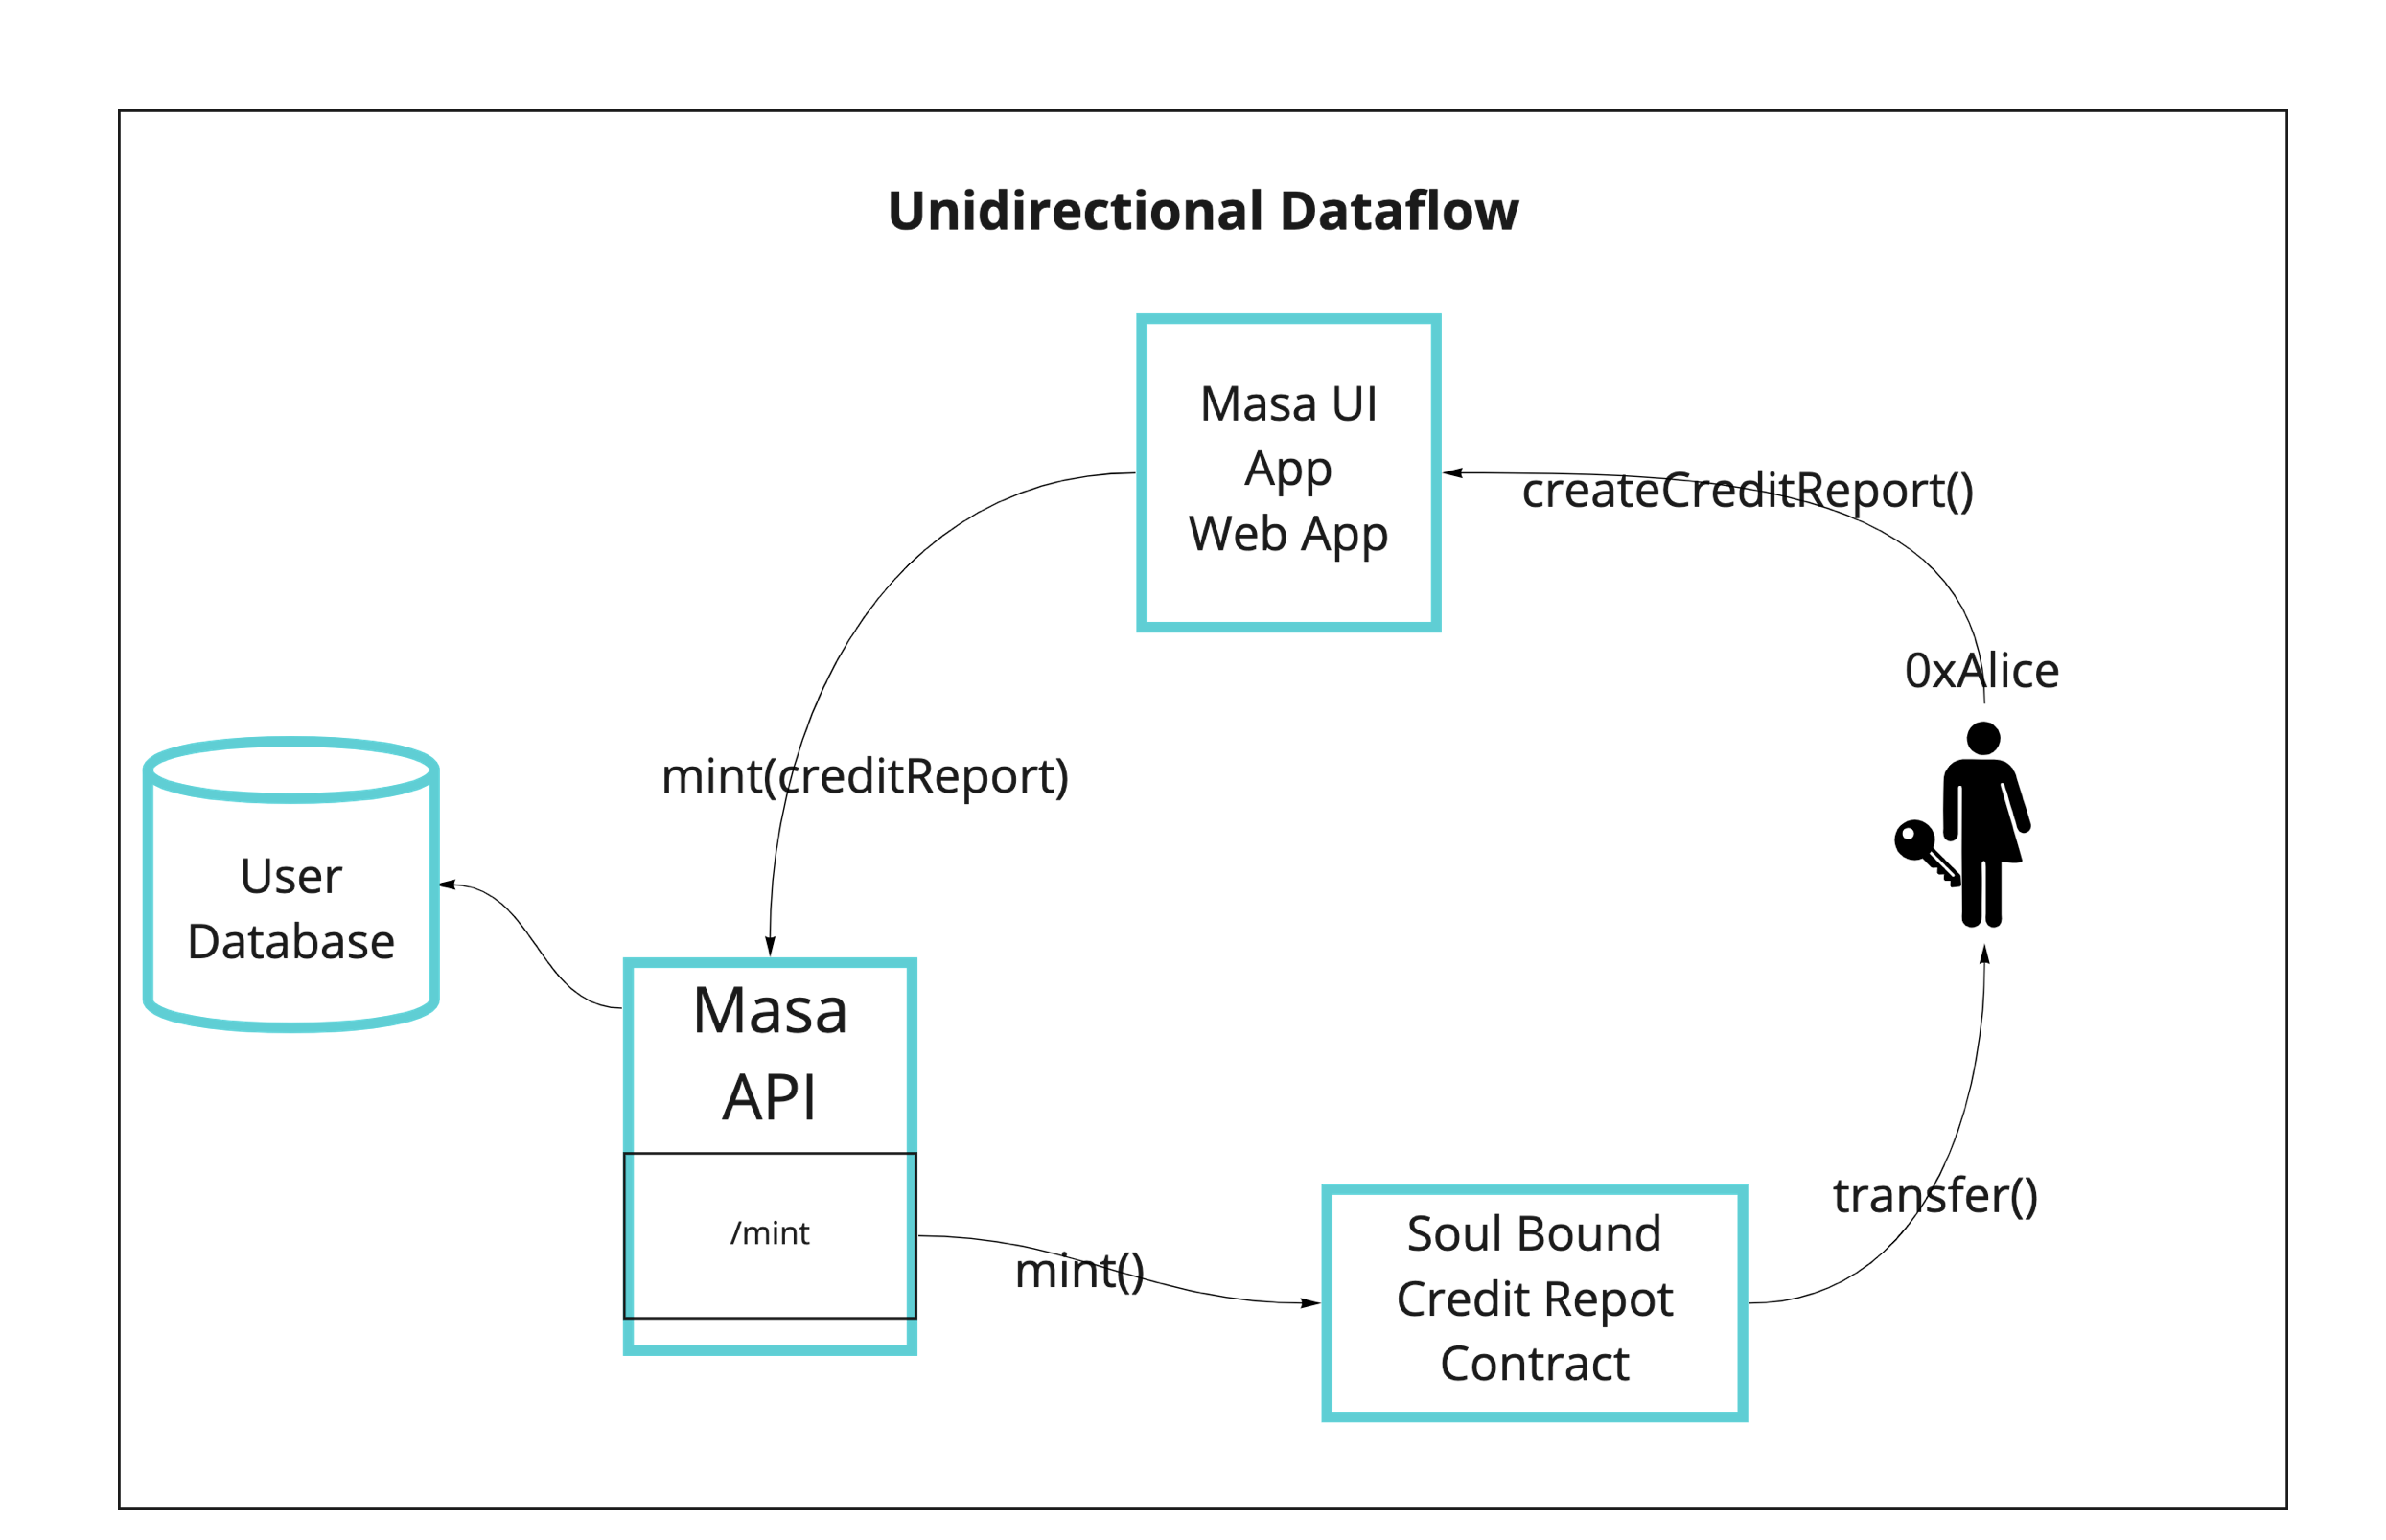 Unidirectional Dataflow
Masa UI
App
Web App
createCreditReport()
0xAlice
mint(creditReport)
User
Database
Masa
API
/mint
mint()
Soul Bound
Credit Repot
Contract
transfer()